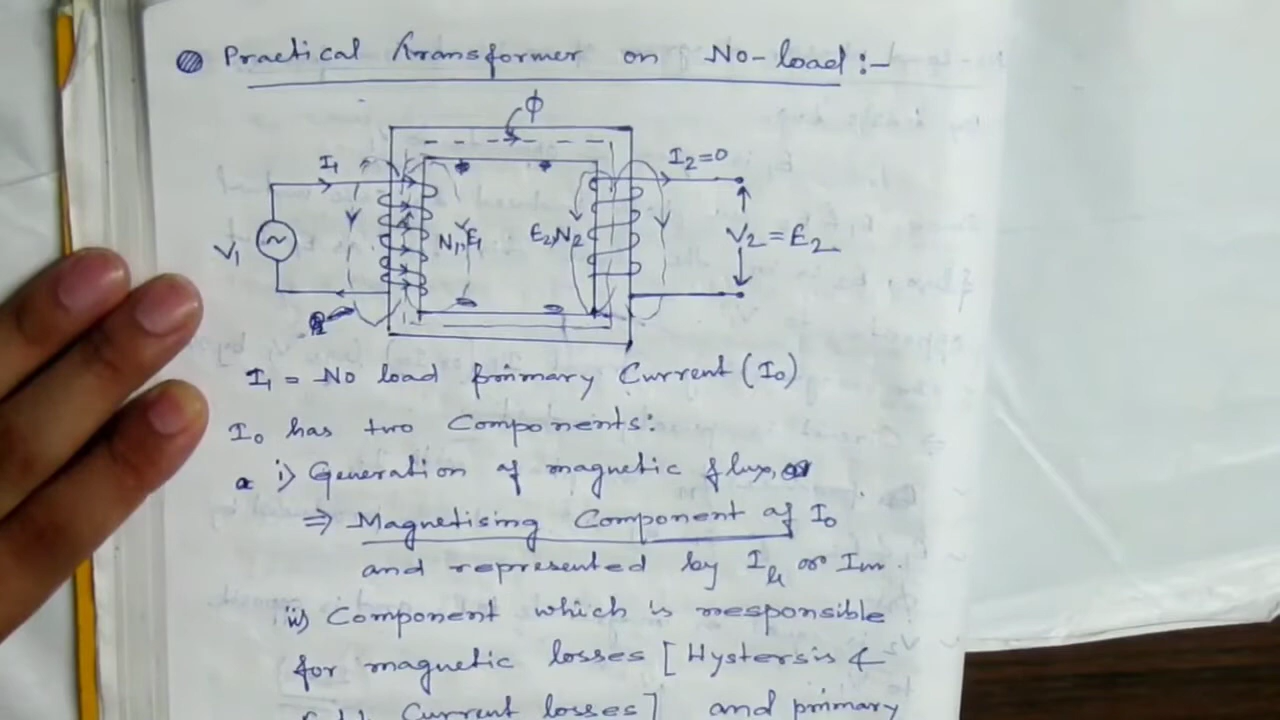 Practical transformer on No-load:-
Φ
I1
I2=0
V1
N1,E1
E2,N2
V2=E2
I1 = No load primary Current (I0)
I0 has two Components:
i) Generation of magnetic flux,
⇒ Magnetising Component of I0
and represented by Iμ or Im.
ii) Component which is responsible
for magnetic losses [Hystersis &
Current losses] and primary